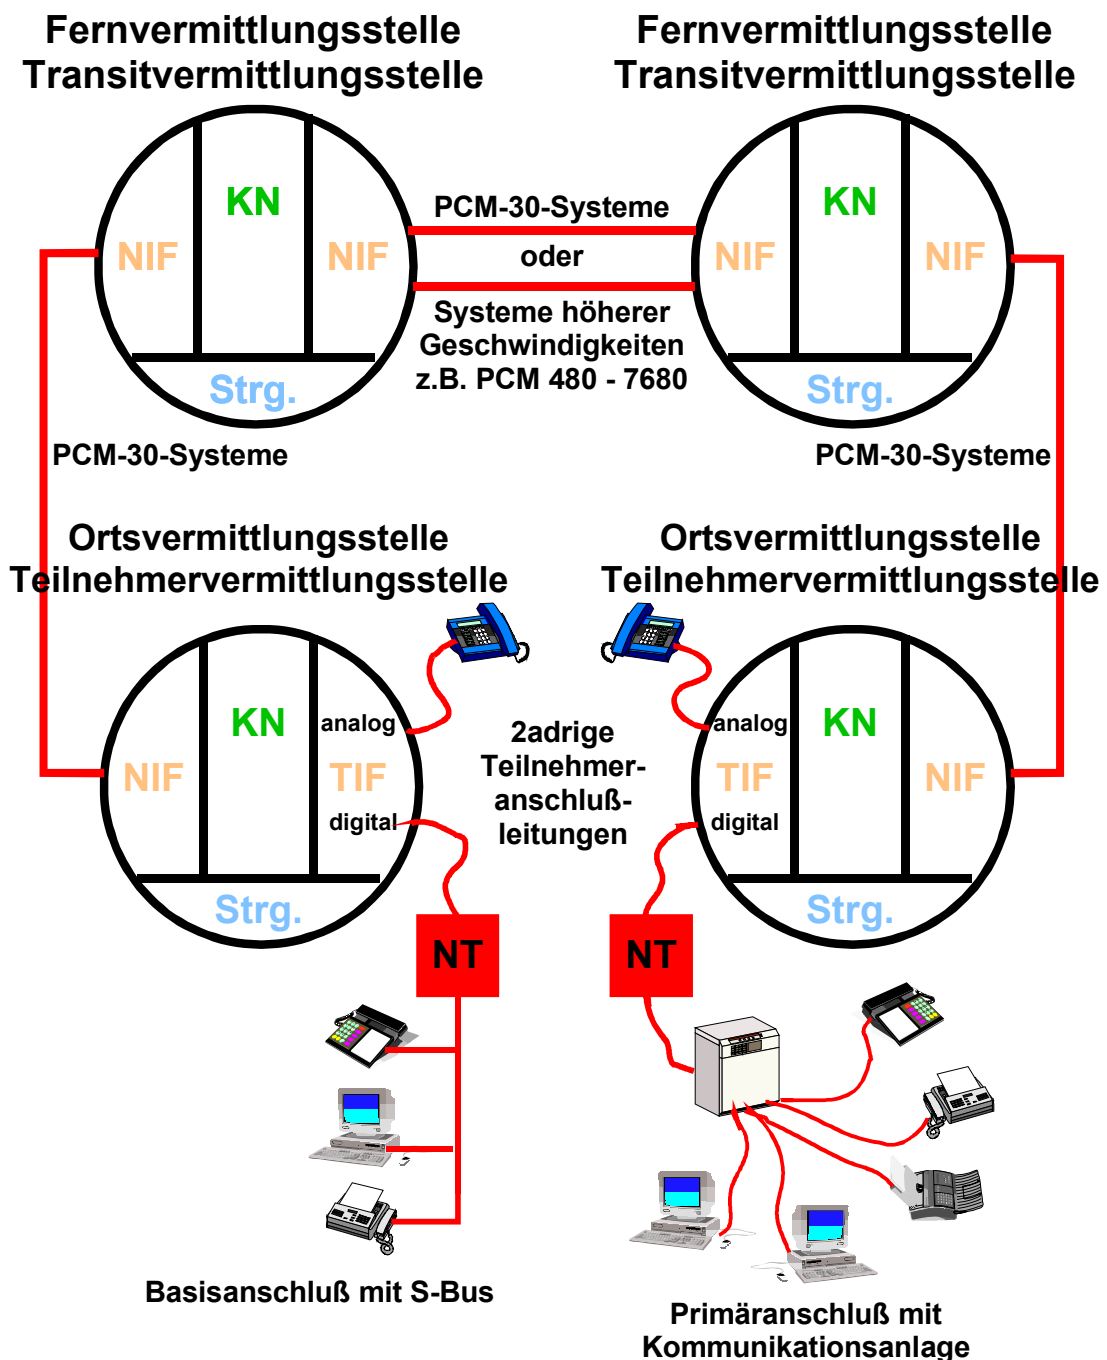 Fernvermittlungsstelle
Transitvermittlungsstelle
Fernvermittlungsstelle
Transitvermittlungsstelle
KN
NIF
NIF
Strg.
PCM-30-Systeme
oder
Systeme höherer
Geschwindigkeiten
z.B. PCM 480 - 7680
KN
NIF
NIF
Strg.
PCM-30-Systeme
PCM-30-Systeme
Ortsvermittlungsstelle
Teilnehmervermittlungsstelle
Ortsvermittlungsstelle
Teilnehmervermittlungsstelle
KN
analog
NIF
TIF
digital
Strg.
2adrige
Teilnehmer-
anschluß-
leitungen
analog
KN
TIF
NIF
digital
Strg.
NT
NT
Basisanschluß mit S-Bus
Primäranschluß mit
Kommunikationsanlage